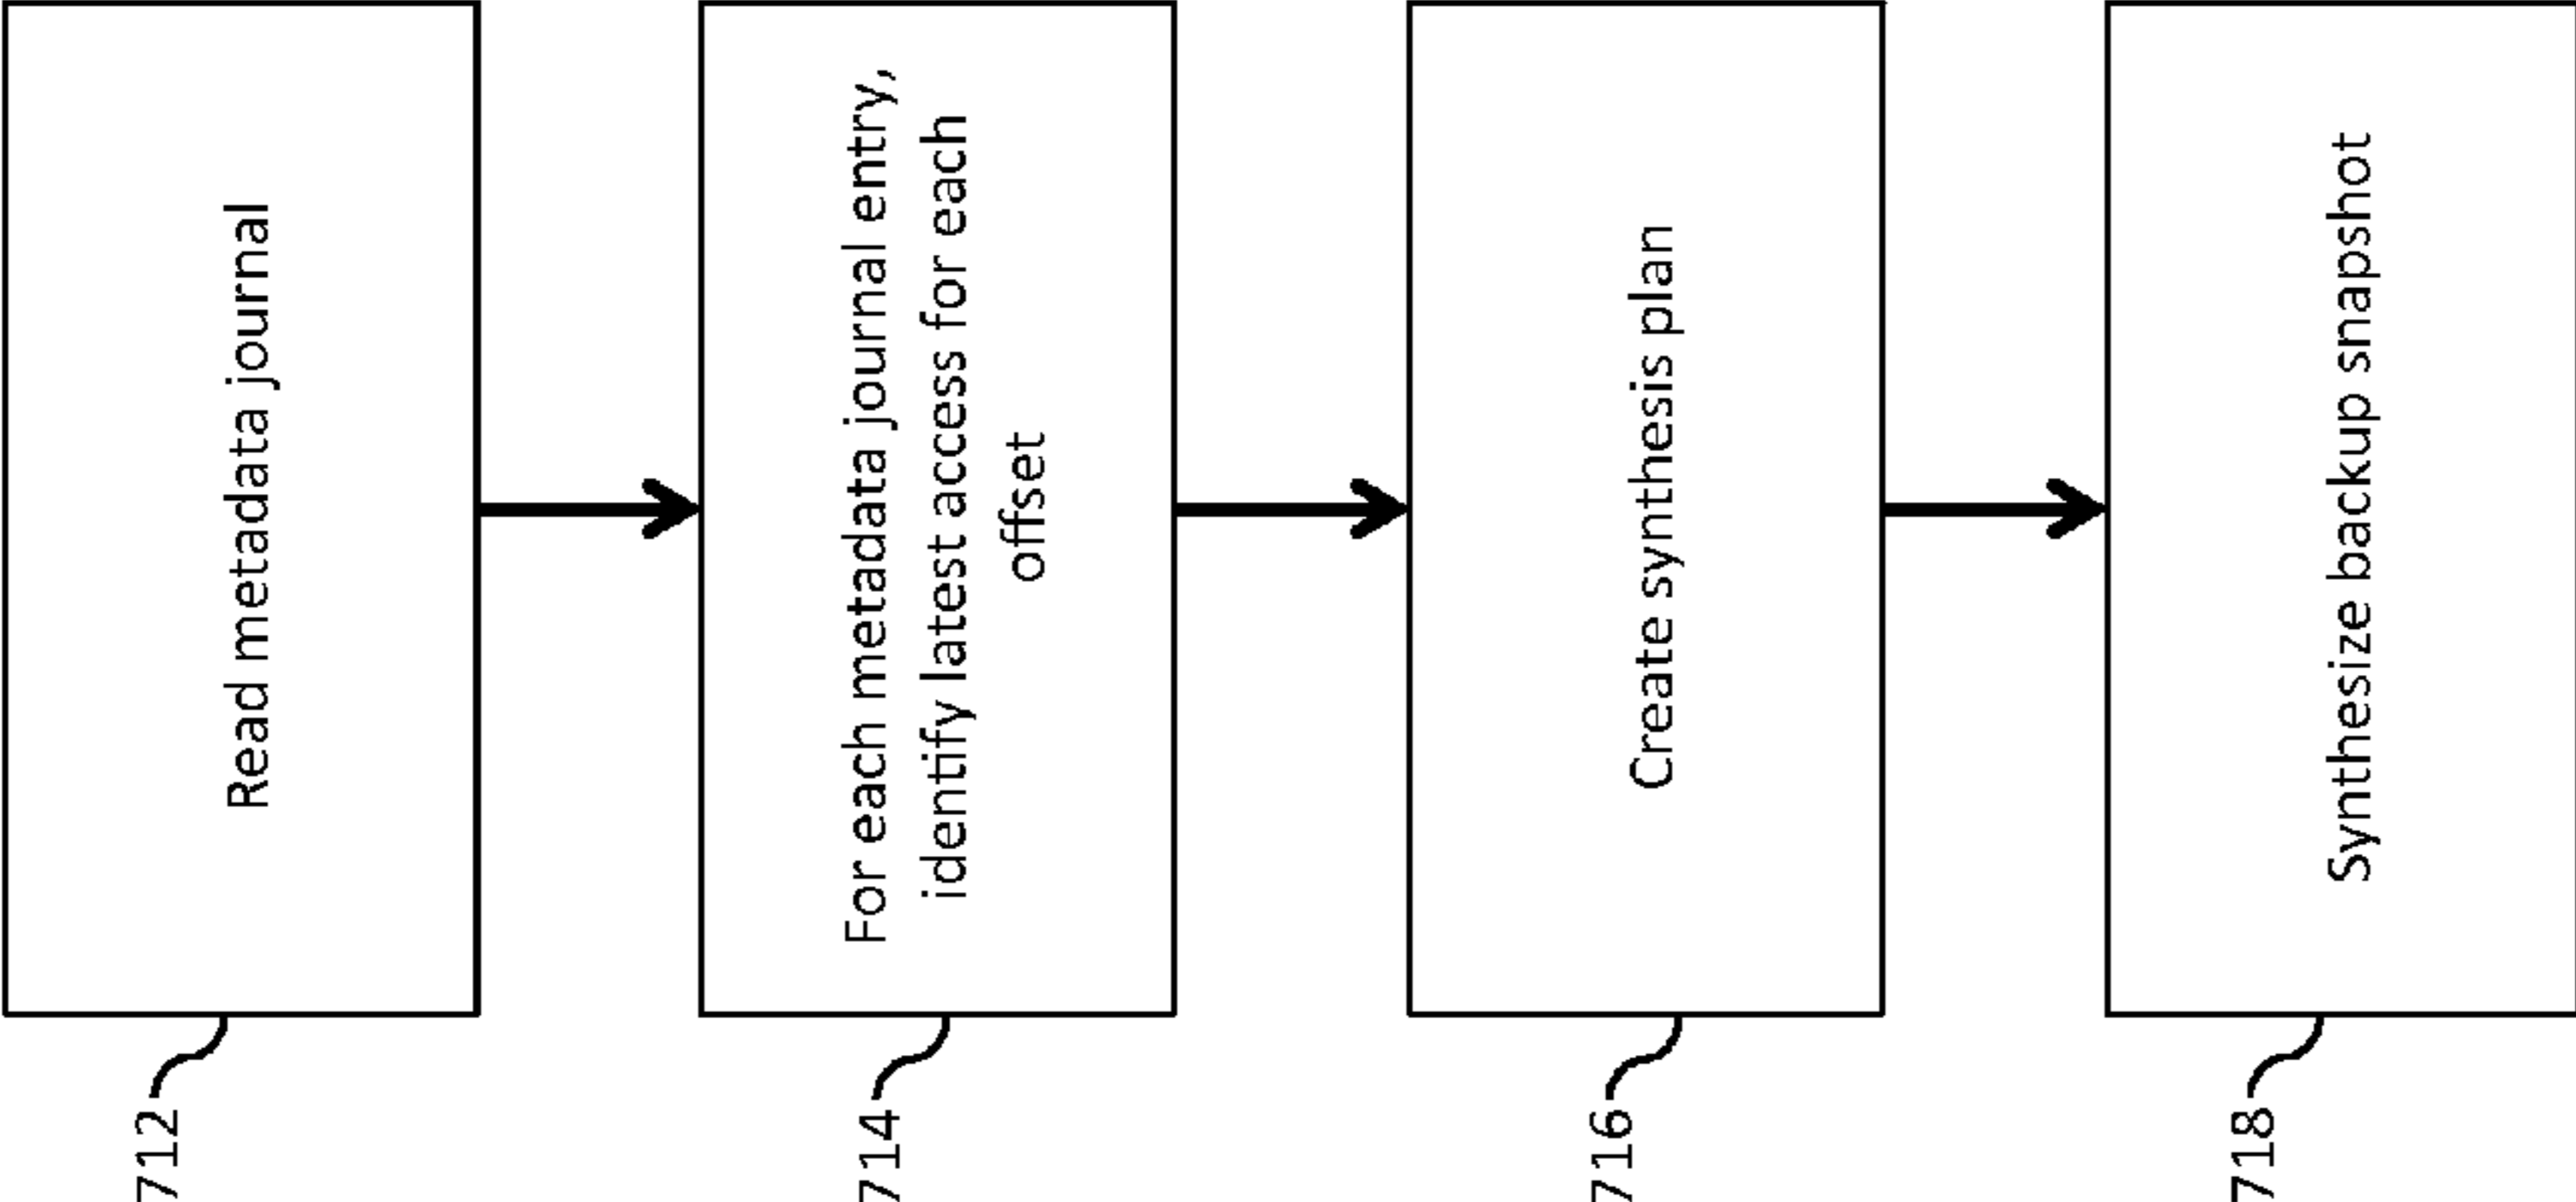 712
Read metadata journal
714
For each metadata journal entry,
identify latest access for each
offset
716
Create synthesis plan
718
Synthesize backup snapshot